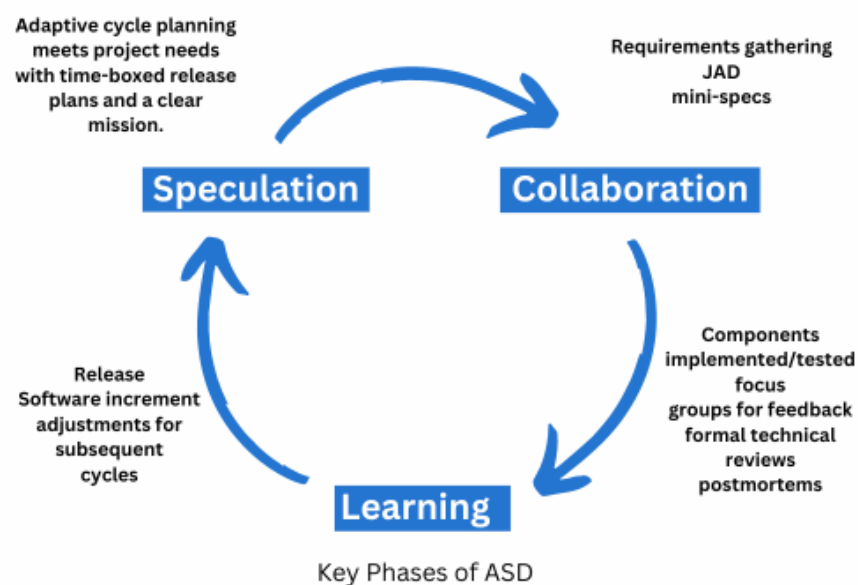 Adaptive cycle planning
meets project needs
with time-boxed release
plans and a clear
mission.
Requirements gathering
JAD
mini-specs
Speculation
Collaboration
Components
implemented/tested
focus
groups for feedback
formal technical
reviews
postmortems
Release
Software increment
adjustments for
subsequent
cycles
Learning
Key Phases of ASD